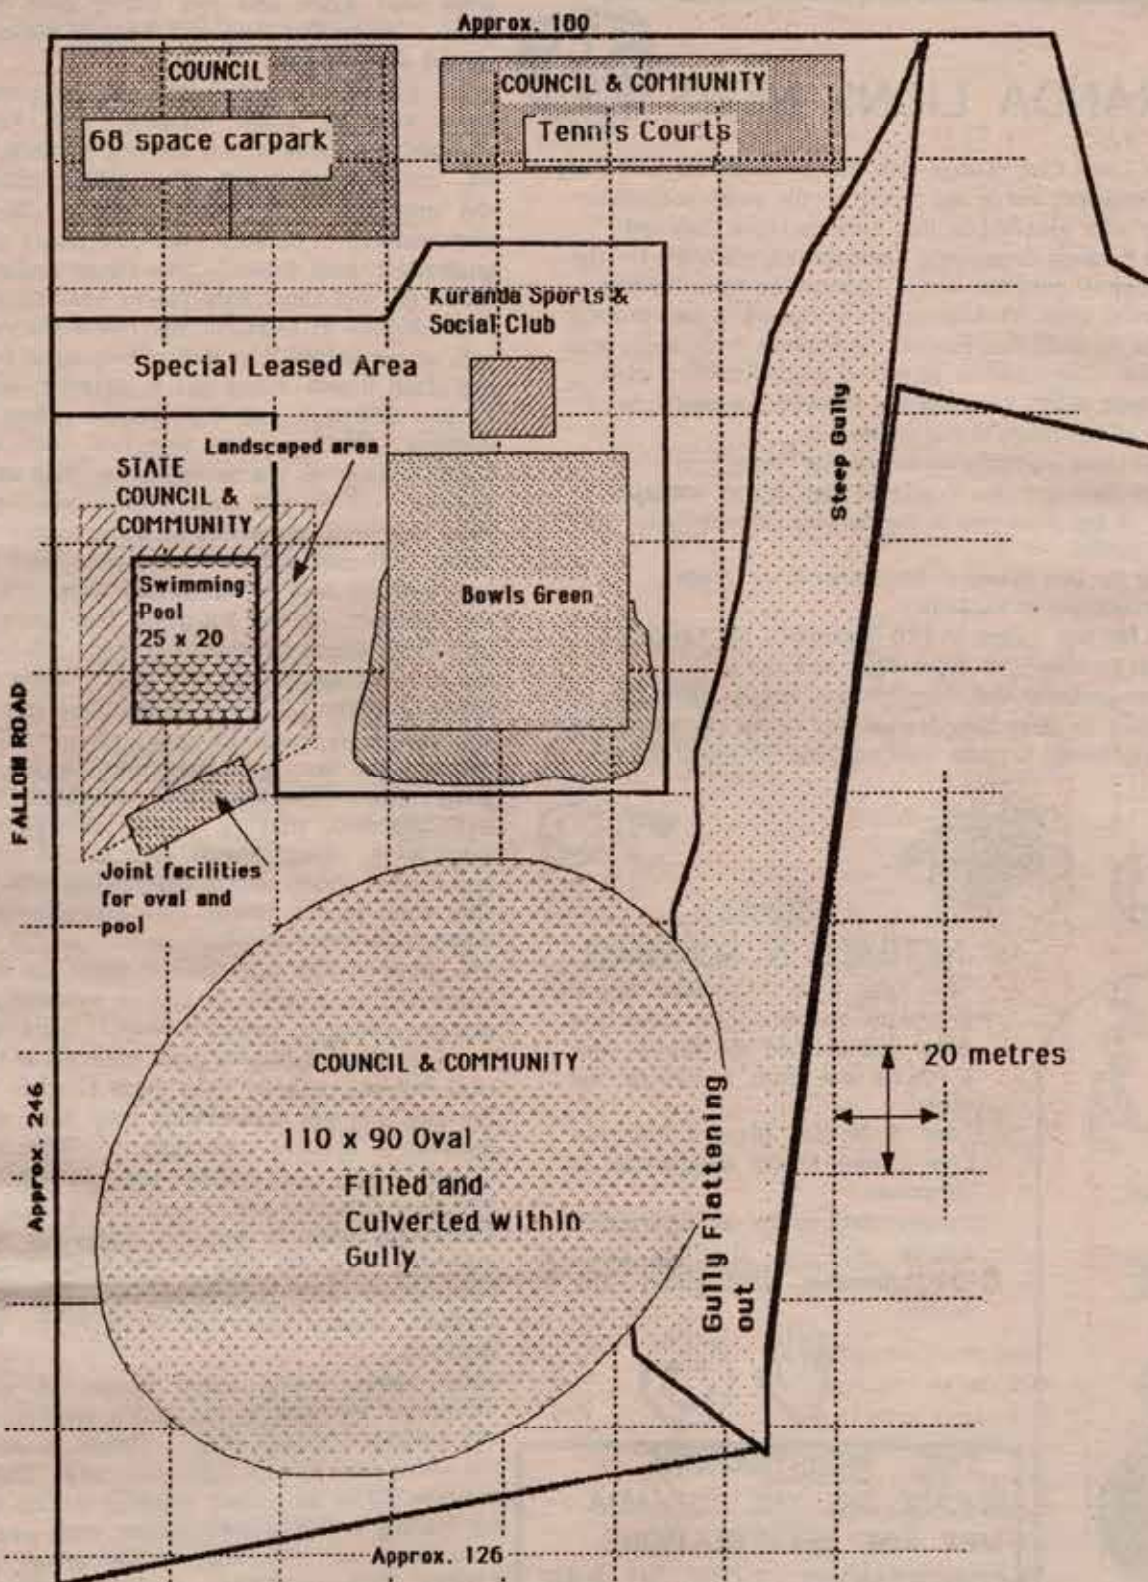 Approx. 180
COUNCIL
68 space carpark
COUNCIL & COMMUNITY
Tennis Courts
Kuranda Sports &
Social Club
Special Leased Area
Landscaped area
STATE
COUNCIL &
COMMUNITY
Swimming
Pool
25 x 20
Bowls Green
Steep Gully
FALLON ROAD
Joint facilities
for oval and
pool
COUNCIL & COMMUNITY
110 x 90 Oval
Filled and
Culverted within
Gully
Gully Flattening
out
20 metres
Approx. 246
Approx. 126